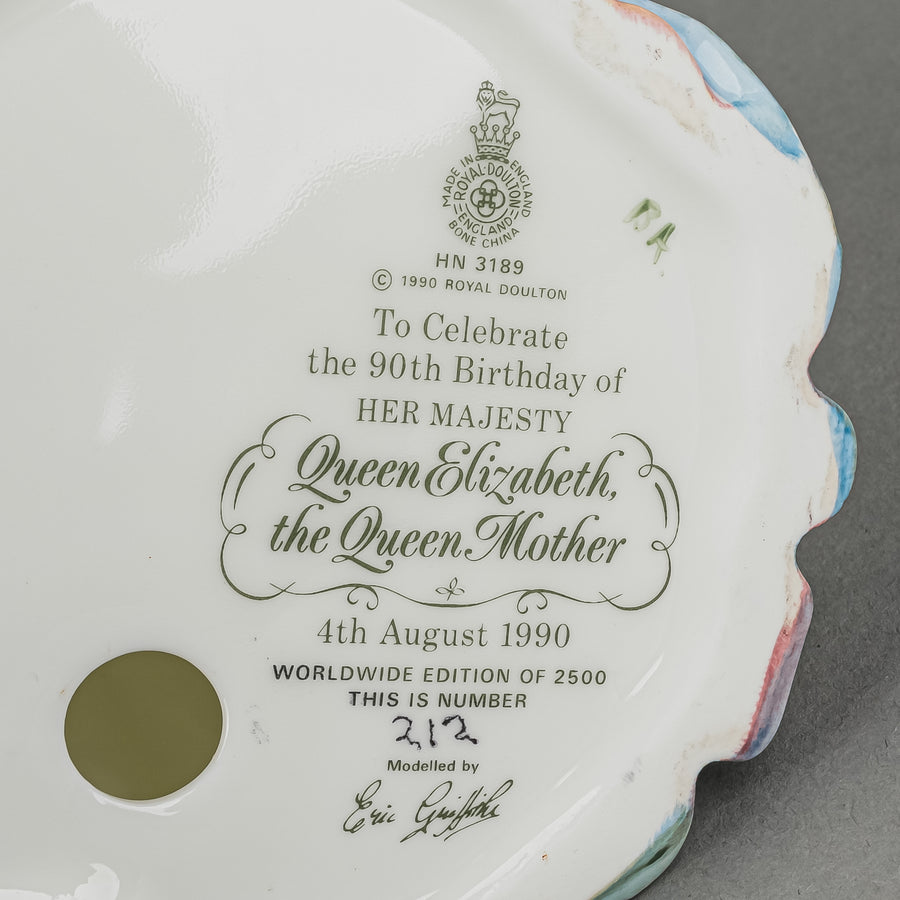 MADE IN ENGLAND
ROYAL·DOULTON
ENGLAND
BONE CHINA
HN 3189
© 1990 ROYAL DOULTON
To Celebrate
the 90th Birthday of
HER MAJESTY
Queen Elizabeth,
the Queen Mother
4th August 1990
WORLDWIDE EDITION OF 2500
THIS IS NUMBER
212
Modelled by
Eric Griffiths